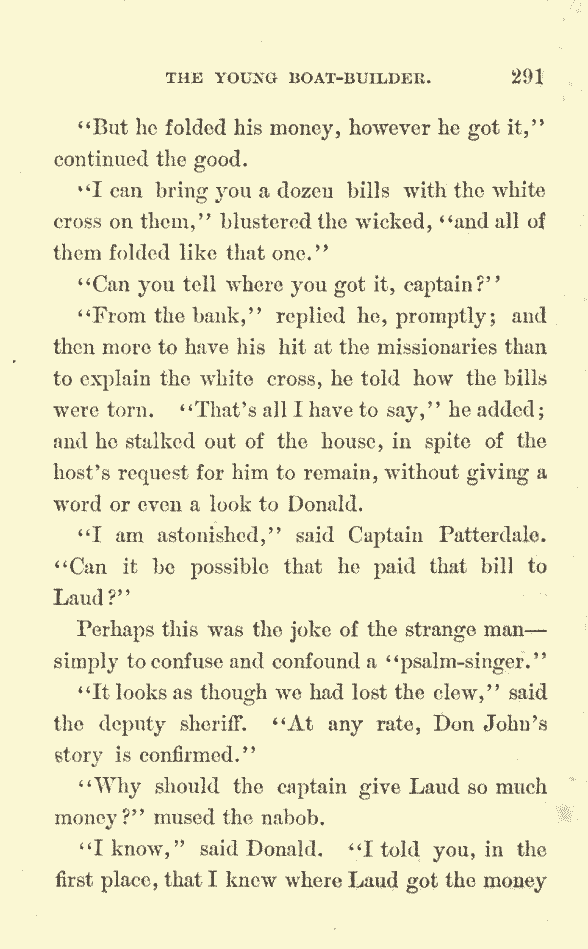 THE YOUNG BOAT-BUILDER. 291
"But he folded his money, however he got it,"
continued the good.
"I can bring you a dozen bills with the white
cross on them," blustered the wicked, "and all of
them folded like that one."
"Can you tell where you got it, captain?"
"From the bank," replied he, promptly; and
then more to have his hit at the missionaries than
to explain the white cross, he told how the bills
were torn. "That's all I have to say," he added;
and he stalked out of the house, in spite of the
host's request for him to remain, without giving a
word or even a look to Donald.
"I am astonished," said Captain Patterdale.
"Can it be possible that he paid that bill to
Laud?"
Perhaps this was the joke of the strange man—
simply to confuse and confound a "psalm-singer."
"It looks as though we had lost the clew," said
the deputy sheriff. "At any rate, Don John's
story is confirmed."
"Why should the captain give Laud so much
money?" mused the nabob.
"I know," said Donald. "I told you, in the
first place, that I knew where Laud got the money